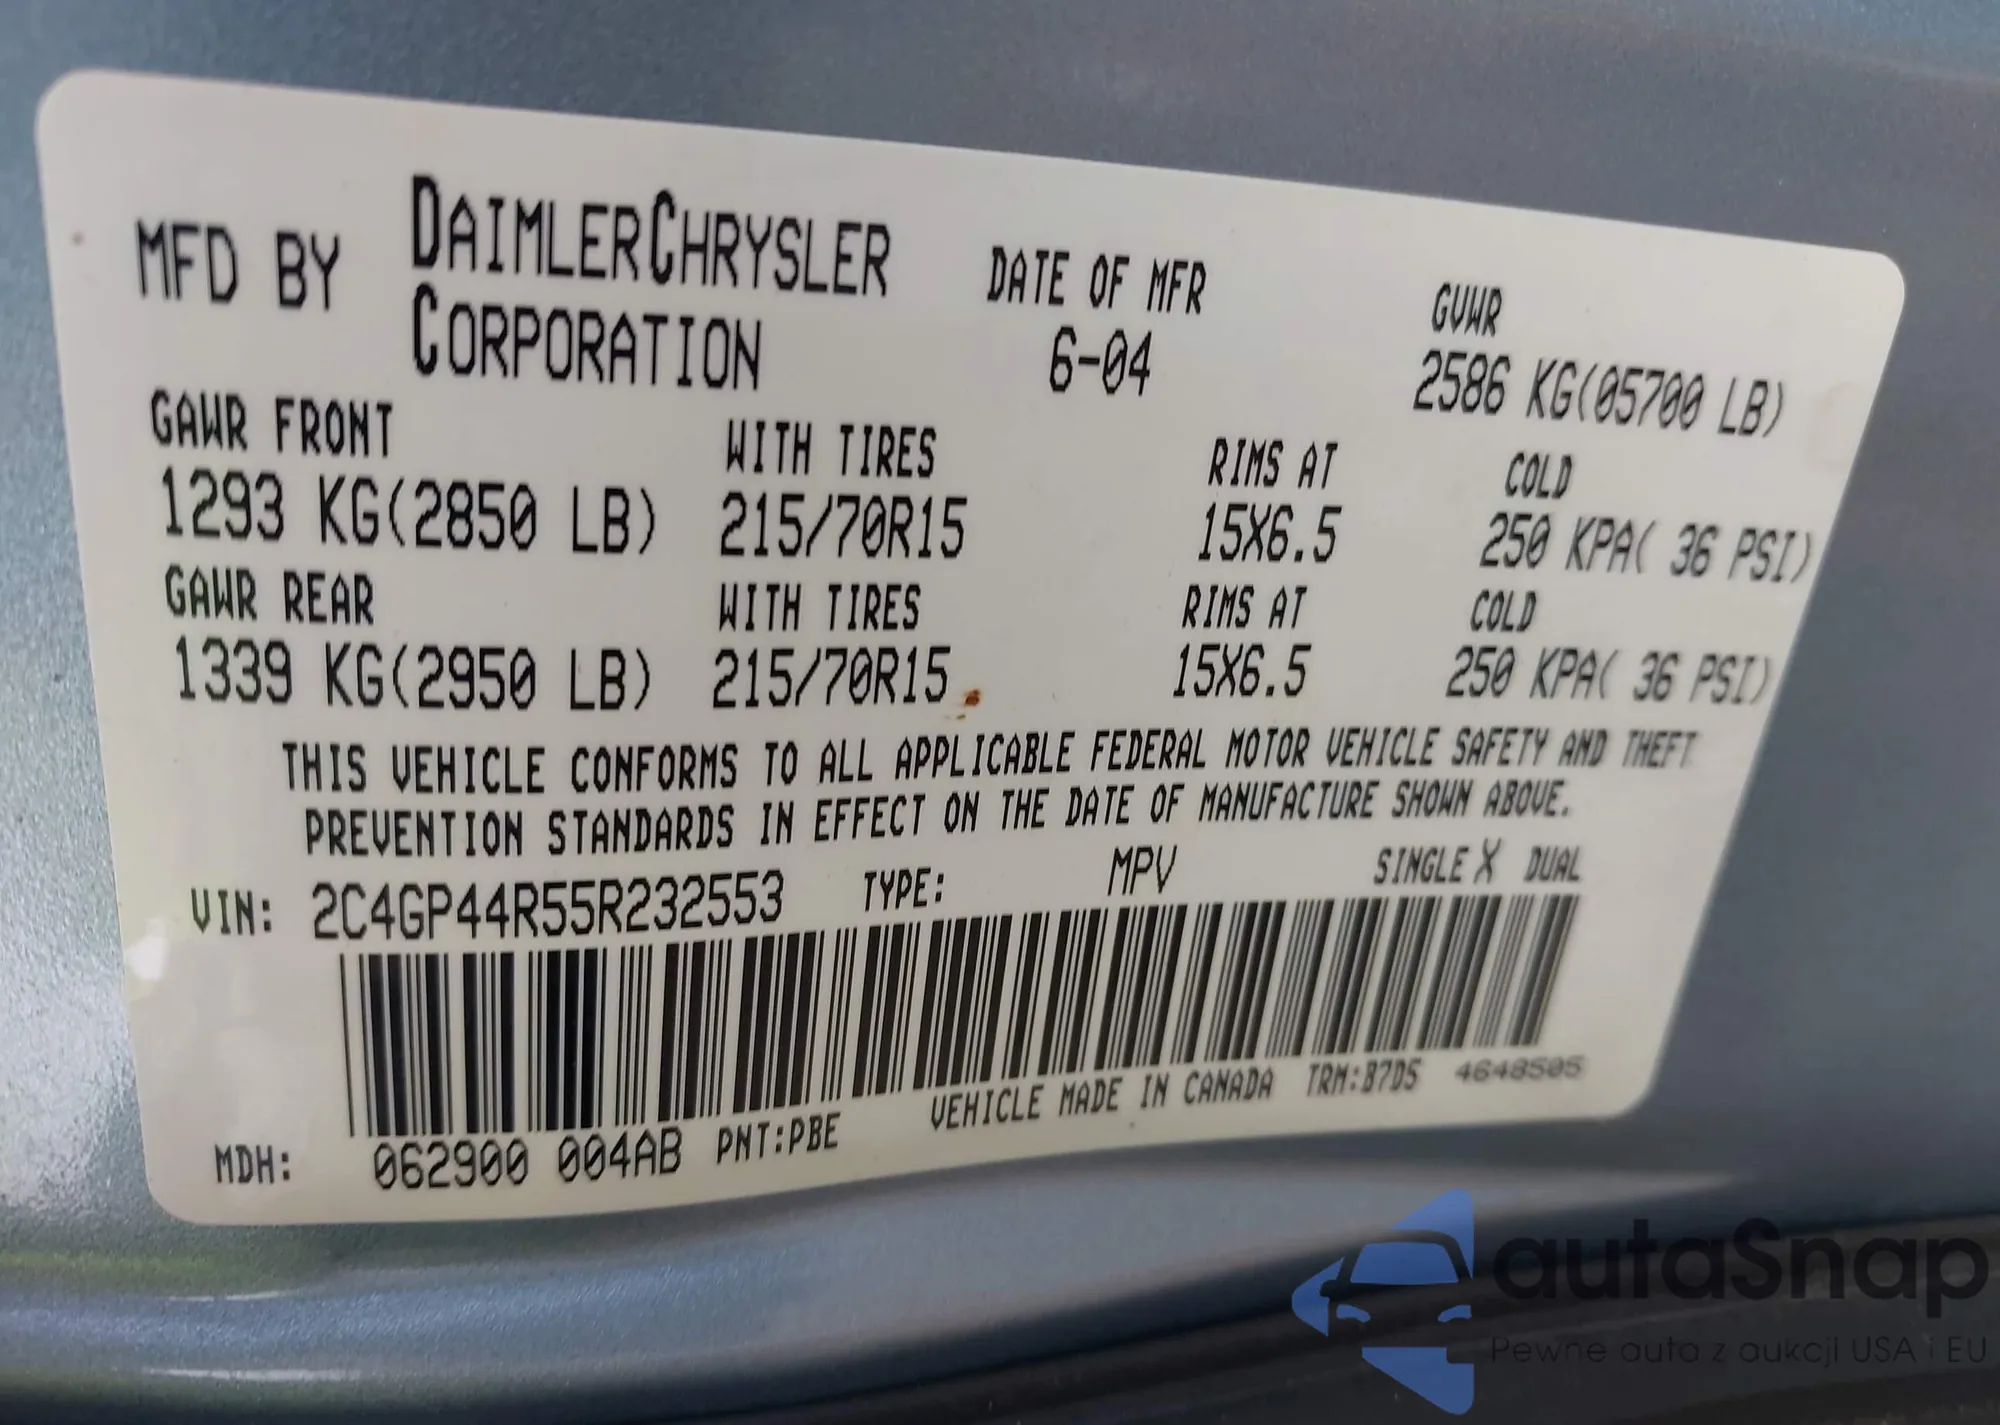 MFD BY DAIMLERCHRYSLER CORPORATION DATE OF MFR GVWR
6-04 2586 KG(05700 LB)
GAWR FRONT WITH TIRES RIMS AT COLD
1293 KG(2850 LB) 215/70R15 15X6.5 250 KPA( 36 PSI)
GAWR REAR WITH TIRES RIMS AT COLD
1339 KG(2950 LB) 215/70R15 15X6.5 250 KPA( 36 PSI)
THIS VEHICLE CONFORMS TO ALL APPLICABLE FEDERAL MOTOR VEHICLE SAFETY AND THEFT
PREVENTION STANDARDS IN EFFECT ON THE DATE OF MANUFACTURE SHOWN ABOVE.
VIN: 2C4GP44R55R232553 TYPE: MPV SINGLE X DUAL
MDH: 062900 004AB PNT:PBE VEHICLE MADE IN CANADA TRM:B7D5 4648505
autaSnap
Pewne auta z aukcji USA i EU